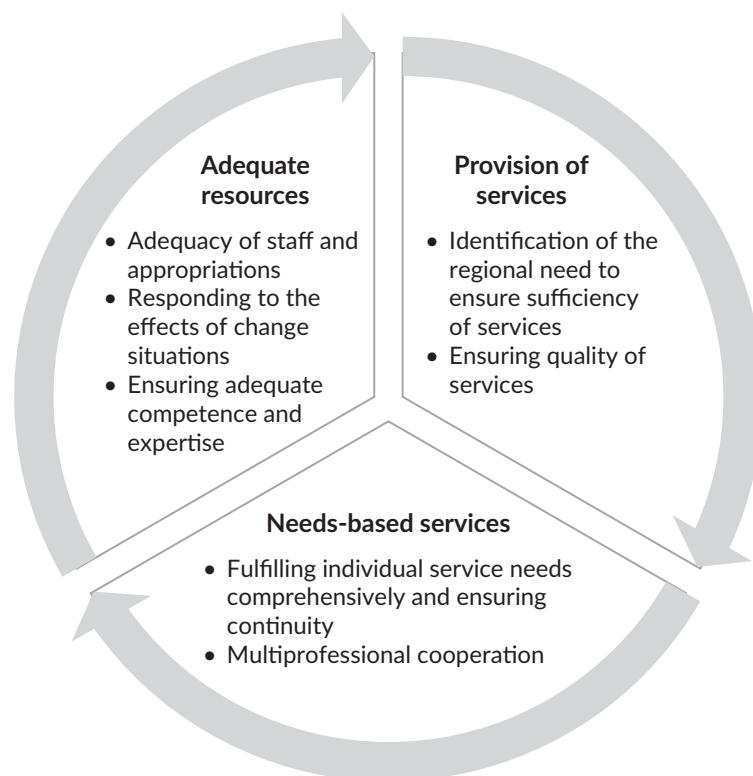 Adequate
resources
• Adequacy of staff and
appropriations
• Responding to the
effects of change
situations
• Ensuring adequate
competence and
expertise
Provision of
services
• Identification of the
regional need to
ensure sufficiency
of services
• Ensuring quality of
services
Needs-based services
• Fulfilling individual service needs
comprehensively and ensuring
continuity
• Multiprofessional cooperation